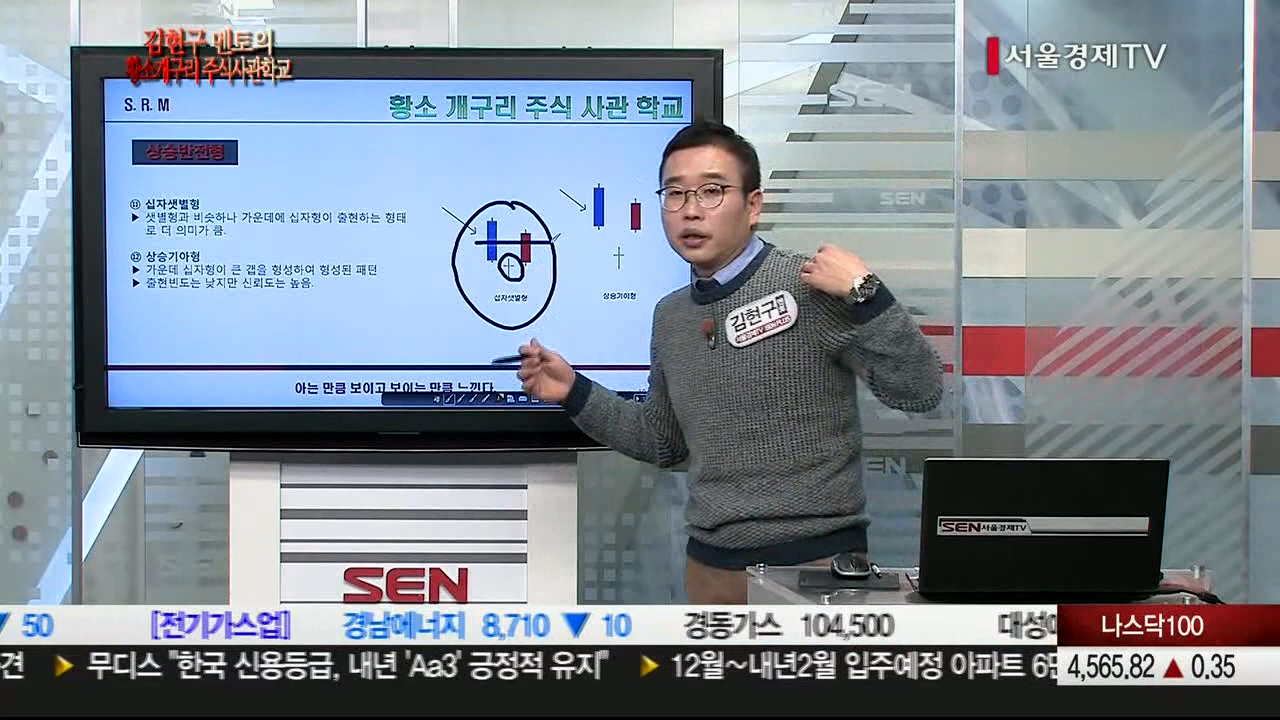 김현구 멘토의
황소개구리 주식사관학교
서울경제TV
SEN
S. R. M
황소 개구리 주식 사관 학교
상승반전형
⑪ 십자샛별형
▶ 샛별형과 비슷하나 가운데에 십자형이 출현하는 형태
로 더 의미가 큼.
⑫ 상승기아형
▶ 가운데 십자형이 큰 갭을 형성하여 형성된 패턴
▶ 출현빈도는 낮지만 신뢰도는 높음.
십자샛별형
상승기아형
아는 만큼 보이고 보이는 만큼 느낀다
김현구
SEN
SEN
SEN
SEN 서울경제TV
SEN
▼ 50 [전기가스업] 경남에너지 8,710 ▼ 10 경동가스 104,500 대성
나스닥100
견 ▶ 무디스 "한국 신용등급, 내년 'Aa3' 긍정적 유지" ▶ 12월~내년2월 입주예정 아파트 6
4,565.82 ▲ 0.35